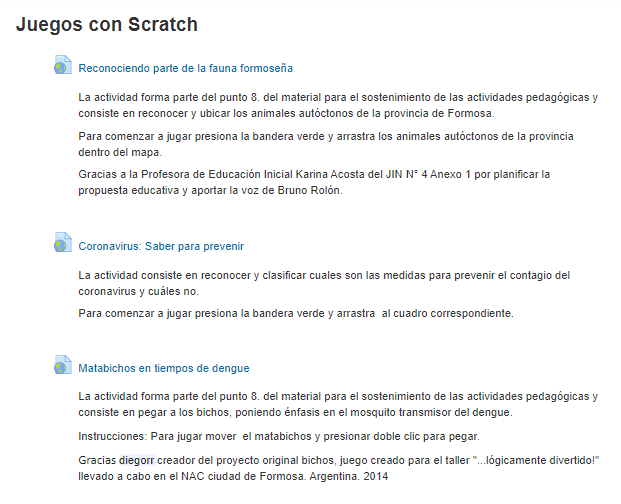 Juegos con Scratch
Reconociendo parte de la fauna formoseña
La actividad forma parte del punto 8. del material para el sostenimiento de las actividades pedagógicas y
consiste en reconocer y ubicar los animales autóctonos de la provincia de Formosa.
Para comenzar a jugar presiona la bandera verde y arrastra los animales autóctonos de la provincia
dentro del mapa.
Gracias a la Profesora de Educación Inicial Karina Acosta del JIN N° 4 Anexo 1 por planificar la
propuesta educativa y aportar la voz de Bruno Rolón.
Coronavirus: Saber para prevenir
La actividad consiste en reconocer y clasificar cuales son las medidas para prevenir el contagio del
coronavirus y cuáles no.
Para comenzar a jugar presiona la bandera verde y arrastra  al cuadro correspondiente.
Matabichos en tiempos de dengue
La actividad forma parte del punto 8. del material para el sostenimiento de las actividades pedagógicas y
consiste en pegar a los bichos, poniendo énfasis en el mosquito transmisor del dengue.
Instrucciones: Para jugar mover  el matabichos y presionar doble clic para pegar.
Gracias diegorr creador del proyecto original bichos, juego creado para el taller "...lógicamente divertido!"
llevado a cabo en el NAC ciudad de Formosa. Argentina. 2014